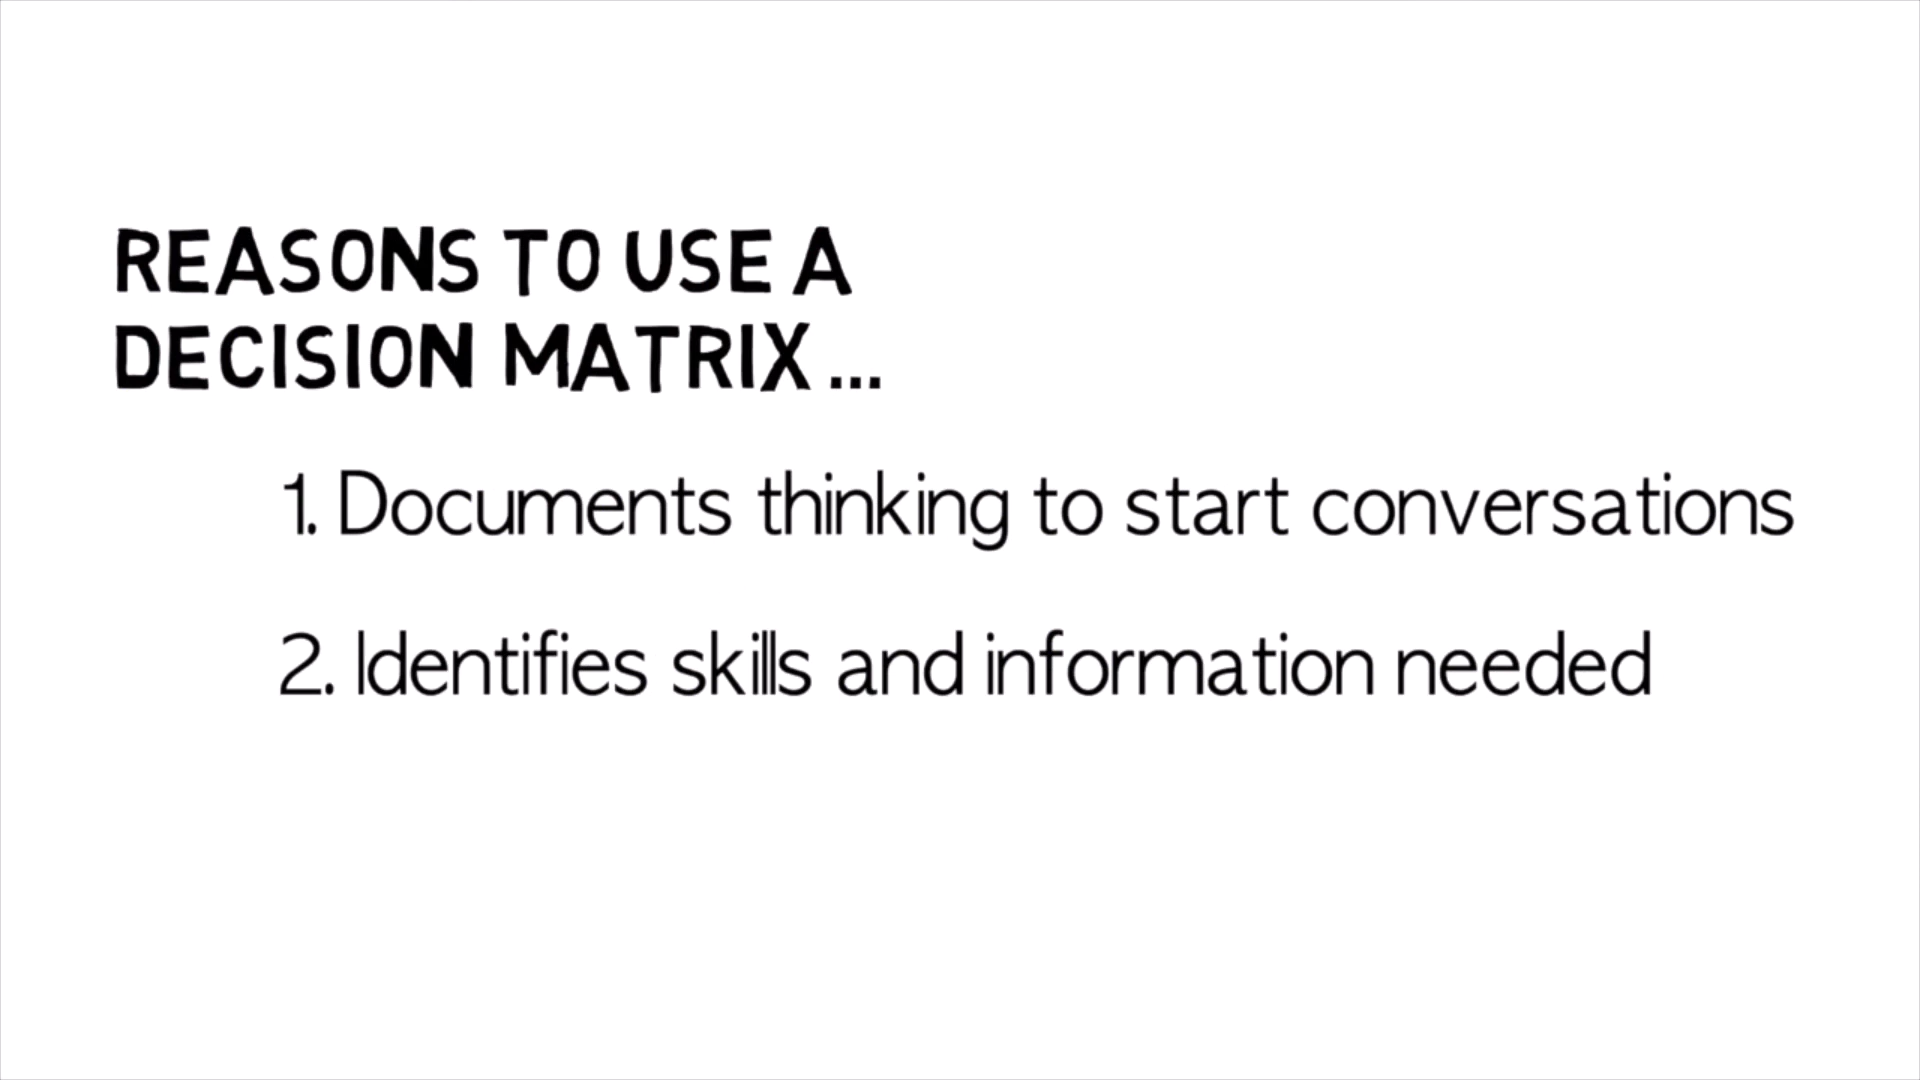 REASONS TO USE A
DECISION MATRIX ...
1. Documents thinking to start conversations
2. Identifies skills and information needed